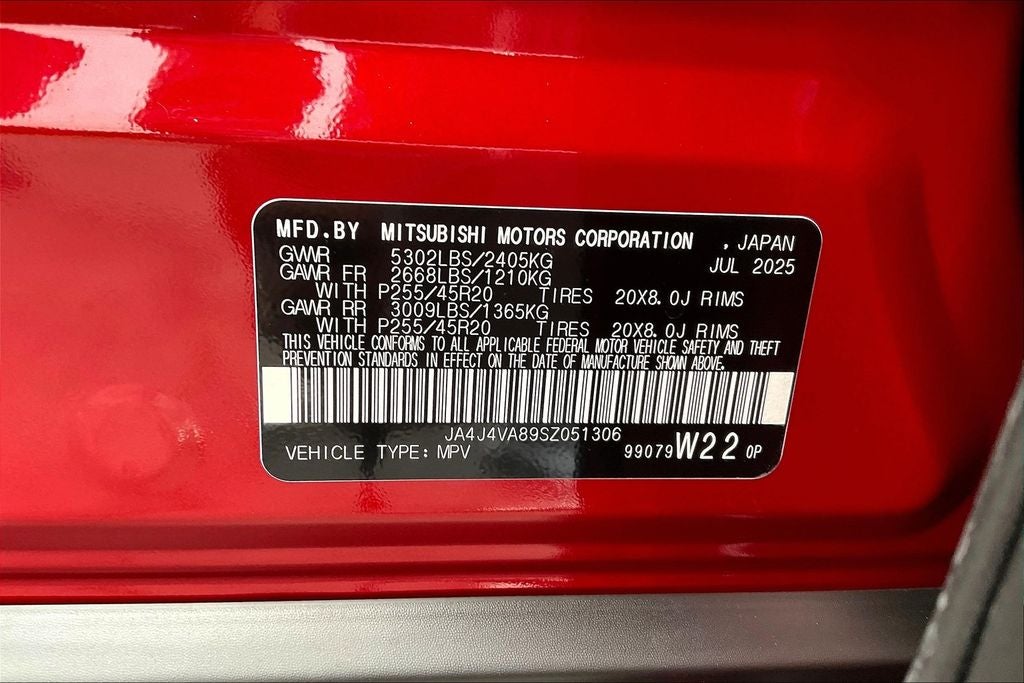 MFD.BY MITSUBISHI MOTORS CORPORATION , JAPAN
GVWR 5302LBS/2405KG JUL 2025
GAWR FR 2668LBS/1210KG
WITH P255/45R20 TIRES 20X8.0J RIMS
GAWR RR 3009LBS/1365KG
WITH P255/45R20 TIRES 20X8.0J RIMS
THIS VEHICLE CONFORMS TO ALL APPLICABLE FEDERAL MOTOR VEHICLE SAFETY AND THEFT
PREVENTION STANDARDS IN EFFECT ON THE DATE OF MANUFACTURE SHOWN ABOVE.
JA4J4VA89SZ051306
VEHICLE TYPE: MPV 99079 W22 0P